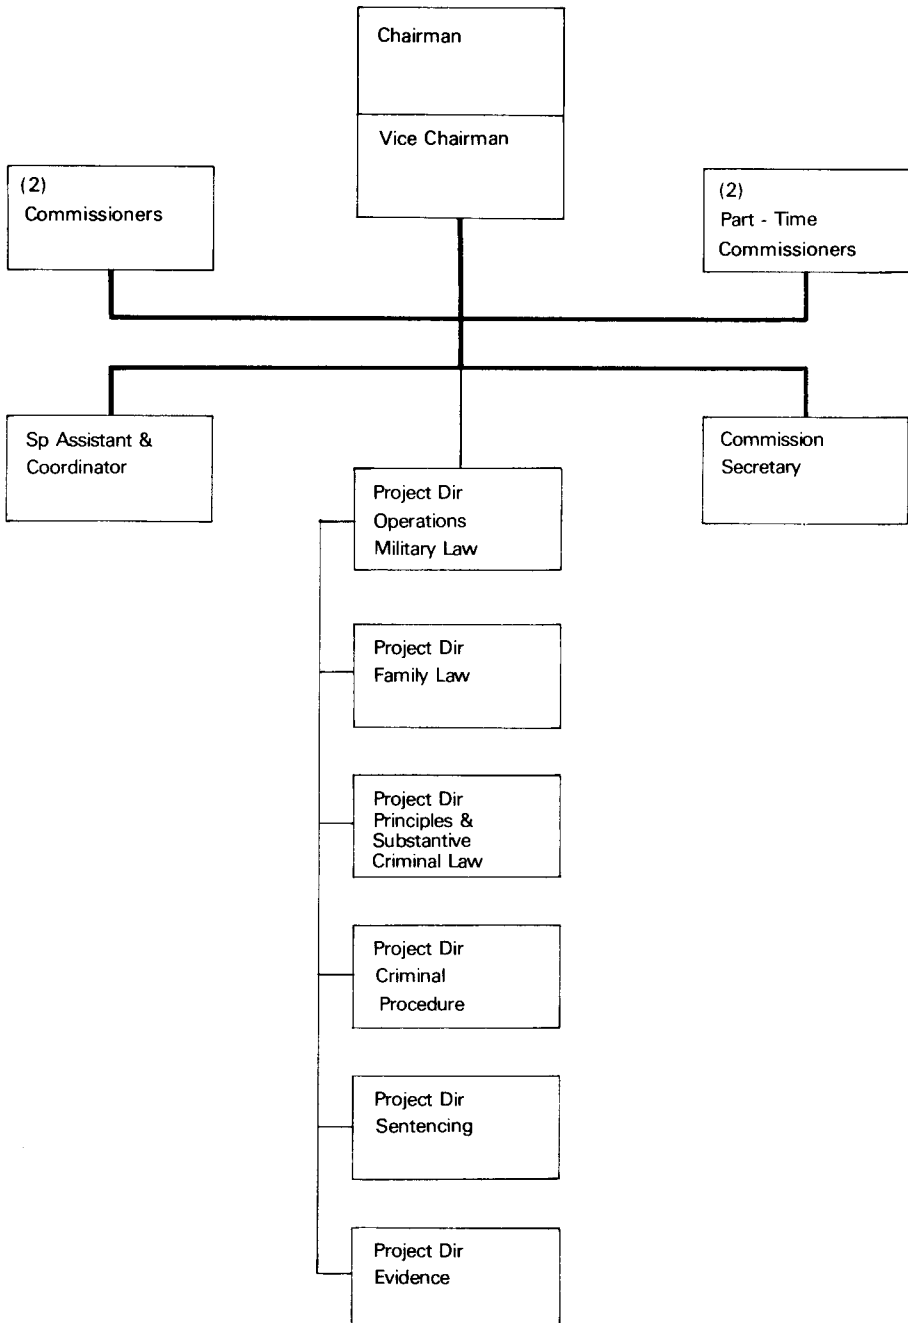 Chairman
Vice Chairman
(2)
Commissioners
(2)
Part - Time
Commissioners
Sp Assistant &
Coordinator
Commission
Secretary
Project Dir
Operations
Military Law
Project Dir
Family Law
Project Dir
Principles &
Substantive
Criminal Law
Project Dir
Criminal
Procedure
Project Dir
Sentencing
Project Dir
Evidence